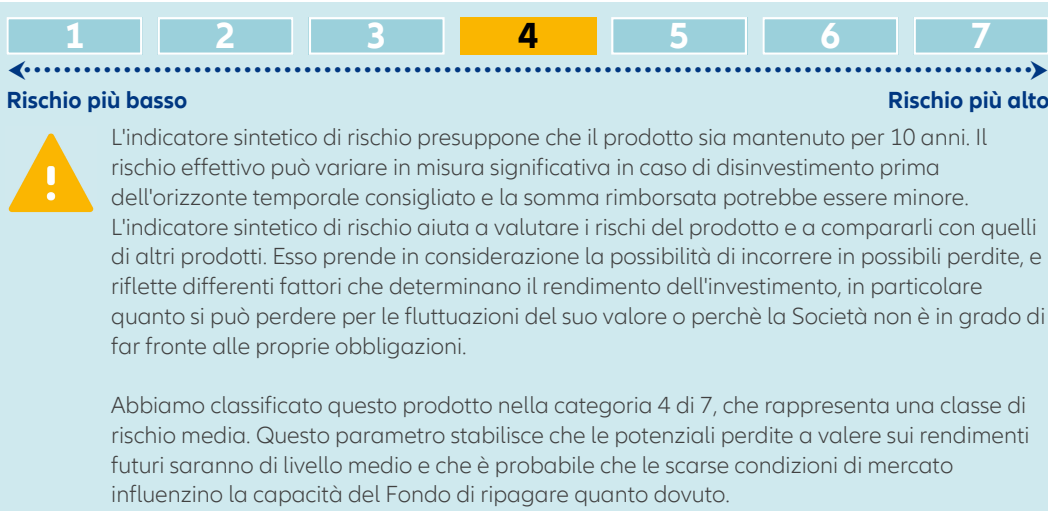 1 2 3 4 5 6 7
Rischio più basso Rischio più alto
L'indicatore sintetico di rischio presuppone che il prodotto sia mantenuto per 10 anni. Il
rischio effettivo può variare in misura significativa in caso di disinvestimento prima
dell'orizzonte temporale consigliato e la somma rimborsata potrebbe essere minore.
L'indicatore sintetico di rischio aiuta a valutare i rischi del prodotto e a compararli con quelli
di altri prodotti. Esso prende in considerazione la possibilità di incorrere in possibili perdite, e
riflette differenti fattori che determinano il rendimento dell'investimento, in particolare
quanto si può perdere per le fluttuazioni del suo valore o perchè la Società non è in grado di
far fronte alle proprie obbligazioni.
Abbiamo classificato questo prodotto nella categoria 4 di 7, che rappresenta una classe di
rischio media. Questo parametro stabilisce che le potenziali perdite a valere sui rendimenti
futuri saranno di livello medio e che è probabile che le scarse condizioni di mercato
influenzino la capacità del Fondo di ripagare quanto dovuto.